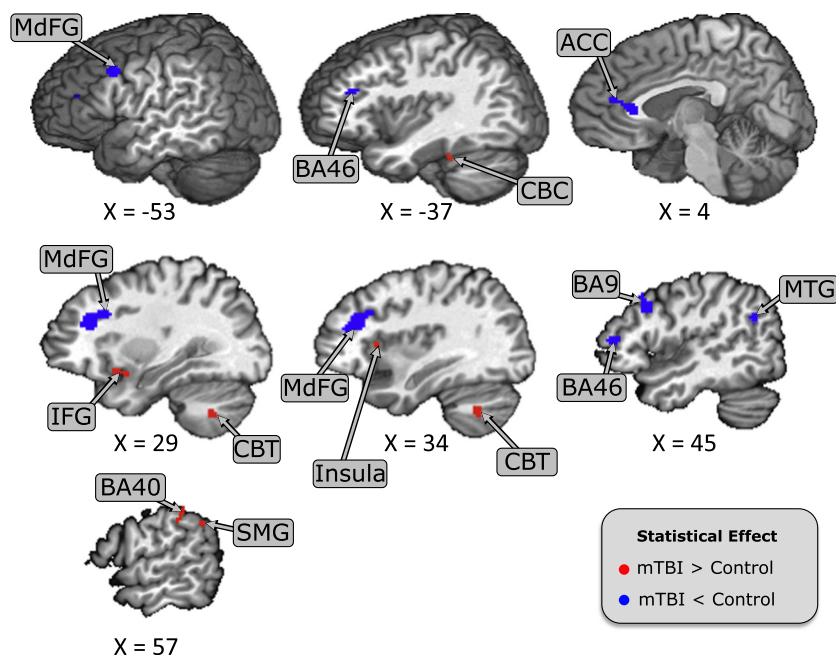 MdFG
BA46
CBC
ACC
X = -53
X = -37
X = 4
MdFG
IFG
CBT
MdFG
Insula
CBT
BA9
MTG
BA46
X = 29
X = 34
X = 45
BA40
SMG
X = 57
Statistical Effect
mTBI > Control
mTBI < Control